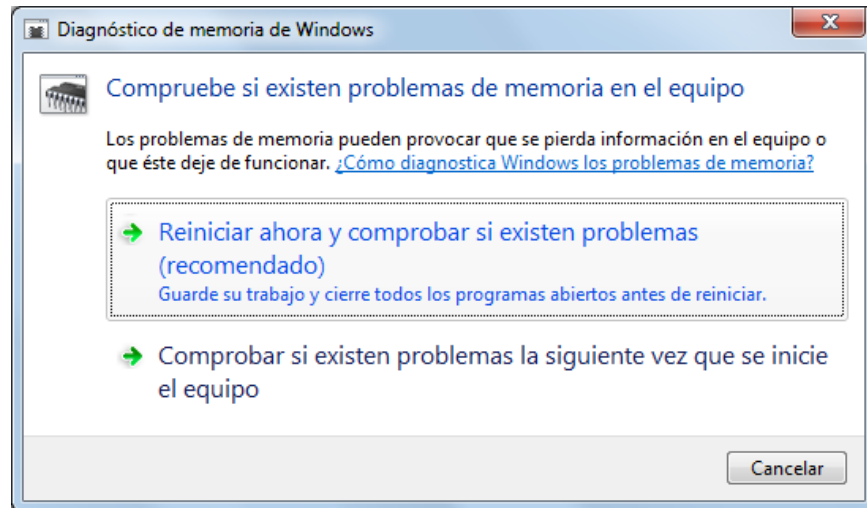 Diagnóstico de memoria de Windows
Compruebe si existen problemas de memoria en el equipo
Los problemas de memoria pueden provocar que se pierda información en el equipo o
que éste deje de funcionar. ¿Cómo diagnostica Windows los problemas de memoria?
Reiniciar ahora y comprobar si existen problemas
(recomendado)
Guarde su trabajo y cierre todos los programas abiertos antes de reiniciar.
Comprobar si existen problemas la siguiente vez que se inicie
el equipo
Cancelar